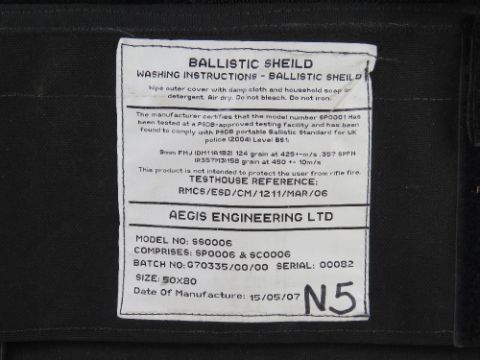 BALLISTIC SHEILD
WASHING INSTRUCTIONS - BALLISTIC SHEILD
Wipe outer cover with damp cloth and household soap or
detergent. Air dry. Do not bleach. Do not iron.
The manufacturer certifies that the model number SP0001 Has
been tested at a PSDB-approved testing facility and has been
found to comply with PSDB portable Ballistic Standard for UK
police (2004) Level BS1:
9mm FMJ (DM11A1B2) 124 grain at 425+-m/s .357 SPFN
(R357M3)158 grain at 450 +- 10m/s
This product is not intended to protect the user from rifle fire.
TESTHOUSE REFERENCE:
RMCS/ESD/CM/1211/MAR/06
AEGIS ENGINEERING LTD
MODEL NO: SS0006
COMPRISES: SP0006 & SC0006
BATCH NO: G70335/00/00 SERIAL: 00082
SIZE: 50X80
Date Of Manufacture: 15/05/07
N5